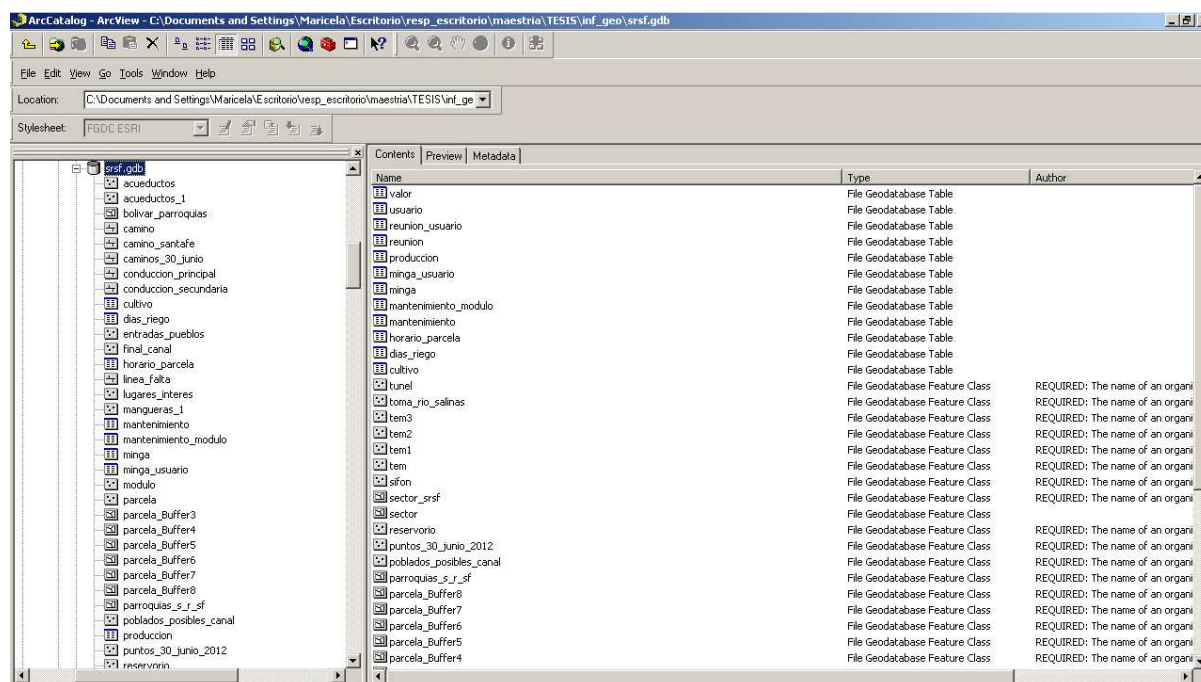 ArcCatalog - ArcView - C:\Documents and Settings\Maricela\Escritorio\resp_escritorio\maestria\TESIS\inf_geo\srsf.gdb
File Edit View Go Tools Window Help
Location: C:\Documents and Settings\Maricela\Escritorio\resp_escritorio\maestria\TESIS\inf_ge
Stylesheet: FGDC ESRI
srsf.gdb
acueductos
acueductos_1
bolivar_parroquias
camino
camino_santafe
caminos_30_junio
conduccion_principal
conduccion_secundaria
cultivo
dias_riego
entradas_pueblos
final_canal
horario_parcela
linea_falta
lugares_interes
mangueras_1
mantenimiento
mantenimiento_modulo
minga
minga_usuario
modulo
parcela
parcela_Buffer3
parcela_Buffer4
parcela_Buffer5
parcela_Buffer6
parcela_Buffer7
parcela_Buffer8
parroquias_s_r_sf
poblados_posibles_canal
produccion
puntos_30_junio_2012
reservorio
Contents Preview Metadata
Name Type Author
valor File Geodatabase Table
usuario File Geodatabase Table
reunion_usuario File Geodatabase Table
reunion File Geodatabase Table
produccion File Geodatabase Table
minga_usuario File Geodatabase Table
minga File Geodatabase Table
mantenimiento_modulo File Geodatabase Table
mantenimiento File Geodatabase Table
horario_parcela File Geodatabase Table
dias_riego File Geodatabase Table
cultivo File Geodatabase Table
tunel File Geodatabase Feature Class REQUIRED: The name of an organi
toma_rio_salinas File Geodatabase Feature Class REQUIRED: The name of an organi
tem3 File Geodatabase Feature Class REQUIRED: The name of an organi
tem2 File Geodatabase Feature Class REQUIRED: The name of an organi
tem1 File Geodatabase Feature Class REQUIRED: The name of an organi
tem File Geodatabase Feature Class REQUIRED: The name of an organi
sifon File Geodatabase Feature Class REQUIRED: The name of an organi
sector_srsf File Geodatabase Feature Class REQUIRED: The name of an organi
sector File Geodatabase Feature Class
reservorio File Geodatabase Feature Class REQUIRED: The name of an organi
puntos_30_junio_2012 File Geodatabase Feature Class REQUIRED: The name of an organi
poblados_posibles_canal File Geodatabase Feature Class REQUIRED: The name of an organi
parroquias_s_r_sf File Geodatabase Feature Class REQUIRED: The name of an organi
parcela_Buffer8 File Geodatabase Feature Class REQUIRED: The name of an organi
parcela_Buffer7 File Geodatabase Feature Class REQUIRED: The name of an organi
parcela_Buffer6 File Geodatabase Feature Class REQUIRED: The name of an organi
parcela_Buffer5 File Geodatabase Feature Class REQUIRED: The name of an organi
parcela_Buffer4 File Geodatabase Feature Class REQUIRED: The name of an organi